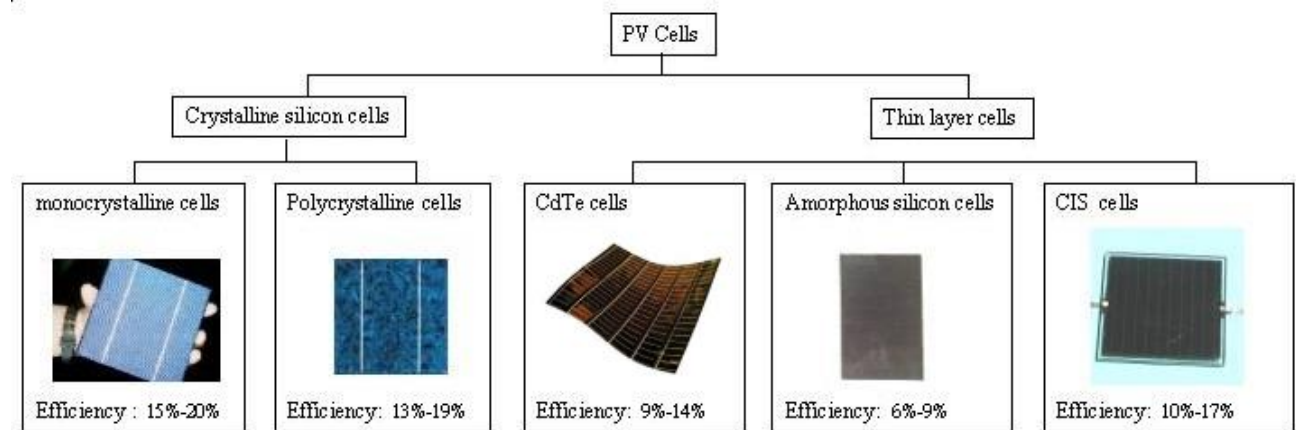 PV Cells
Crystalline silicon cells
Thin layer cells
monocrystalline cells
Efficiency : 15%-20%
Polycrystalline cells
Efficiency: 13%-19%
CdTe cells
Efficiency: 9%-14%
Amorphous silicon cells
Efficiency: 6%-9%
CIS cells
Efficiency: 10%-17%